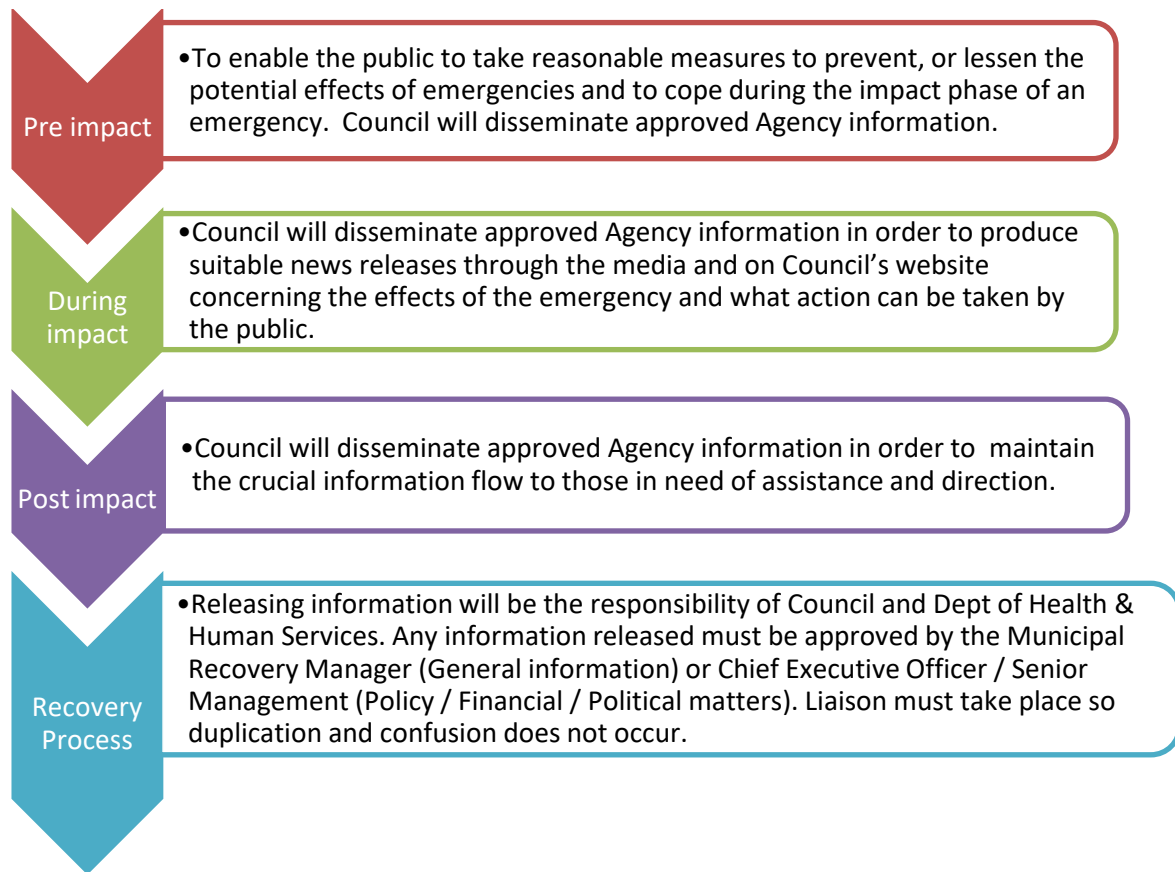 Pre impact
•To enable the public to take reasonable measures to prevent, or lessen the
potential effects of emergencies and to cope during the impact phase of an
emergency.  Council will disseminate approved Agency information.
During
impact
•Council will disseminate approved Agency information in order to produce
suitable news releases through the media and on Council’s website
concerning the effects of the emergency and what action can be taken by
the public.
Post impact
•Council will disseminate approved Agency information in order to  maintain
the crucial information flow to those in need of assistance and direction.
Recovery
Process
•Releasing information will be the responsibility of Council and Dept of Health &
Human Services. Any information released must be approved by the Municipal
Recovery Manager (General information) or Chief Executive Officer / Senior
Management (Policy / Financial / Political matters). Liaison must take place so
duplication and confusion does not occur.